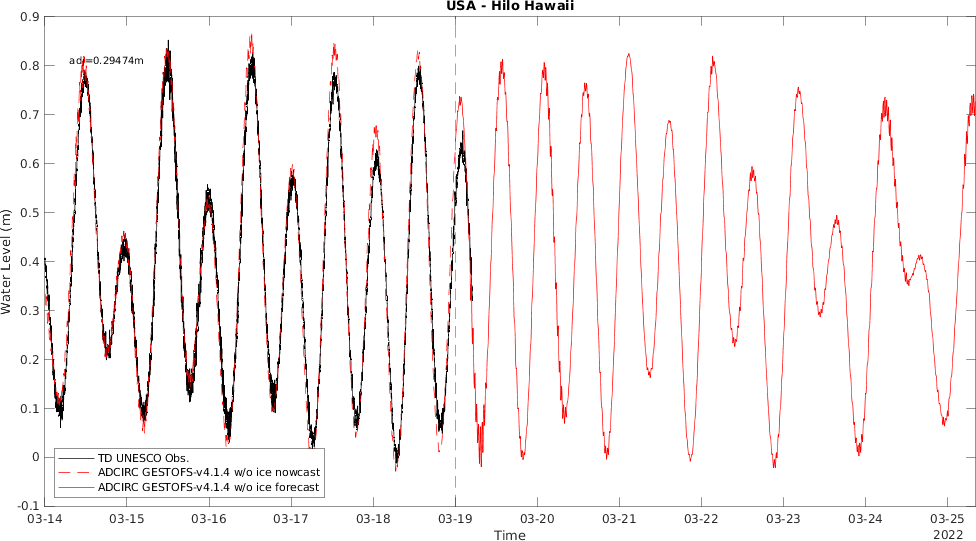 USA - Hilo Hawaii
0.9
0.8
0.7
0.6
0.5
0.4
0.3
0.2
0.1
0
-0.1
Water Level (m)
adj=0.29474m
TD UNESCO Obs.
ADCIRC GESTOFS-v4.1.4 w/o ice nowcast
ADCIRC GESTOFS-v4.1.4 w/o ice forecast
03-14 03-15 03-16 03-17 03-18 03-19 03-20 03-21 03-22 03-23 03-24 03-25
2022
Time